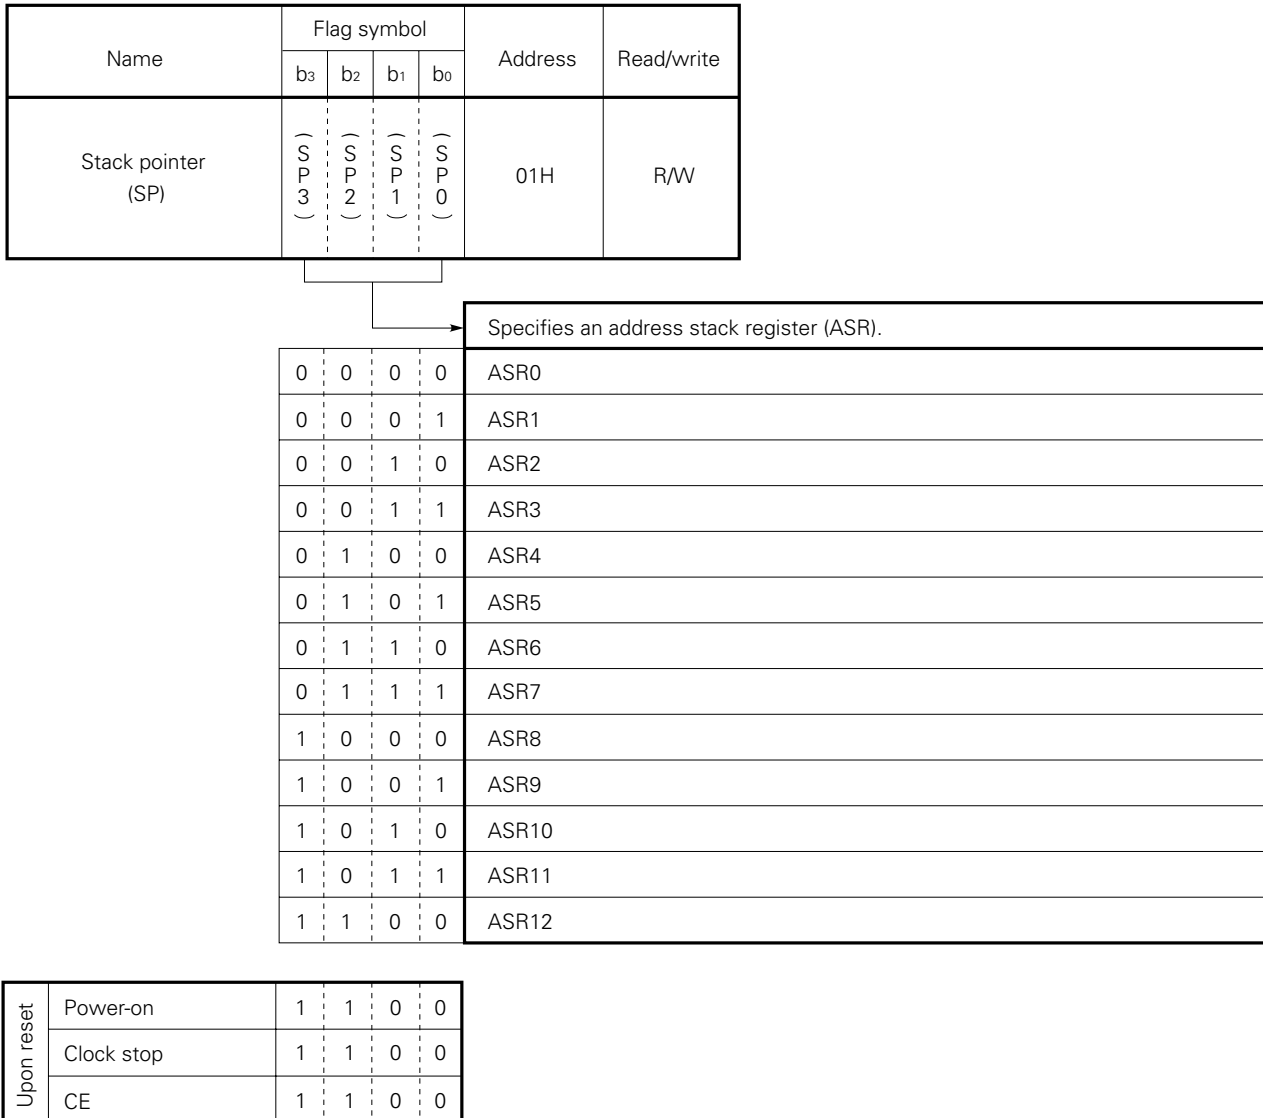 Name Flag symbol Address Read/write
b3 b2 b1 b0
Stack pointer
(SP)
(SP3) (SP2) (SP1) (SP0)
01H R/W
Specifies an address stack register (ASR).
0 0 0 0 ASR0
0 0 0 1 ASR1
0 0 1 0 ASR2
0 0 1 1 ASR3
0 1 0 0 ASR4
0 1 0 1 ASR5
0 1 1 0 ASR6
0 1 1 1 ASR7
1 0 0 0 ASR8
1 0 0 1 ASR9
1 0 1 0 ASR10
1 0 1 1 ASR11
1 1 0 0 ASR12
Upon reset
Power-on 1 1 0 0
Clock stop 1 1 0 0
CE 1 1 0 0